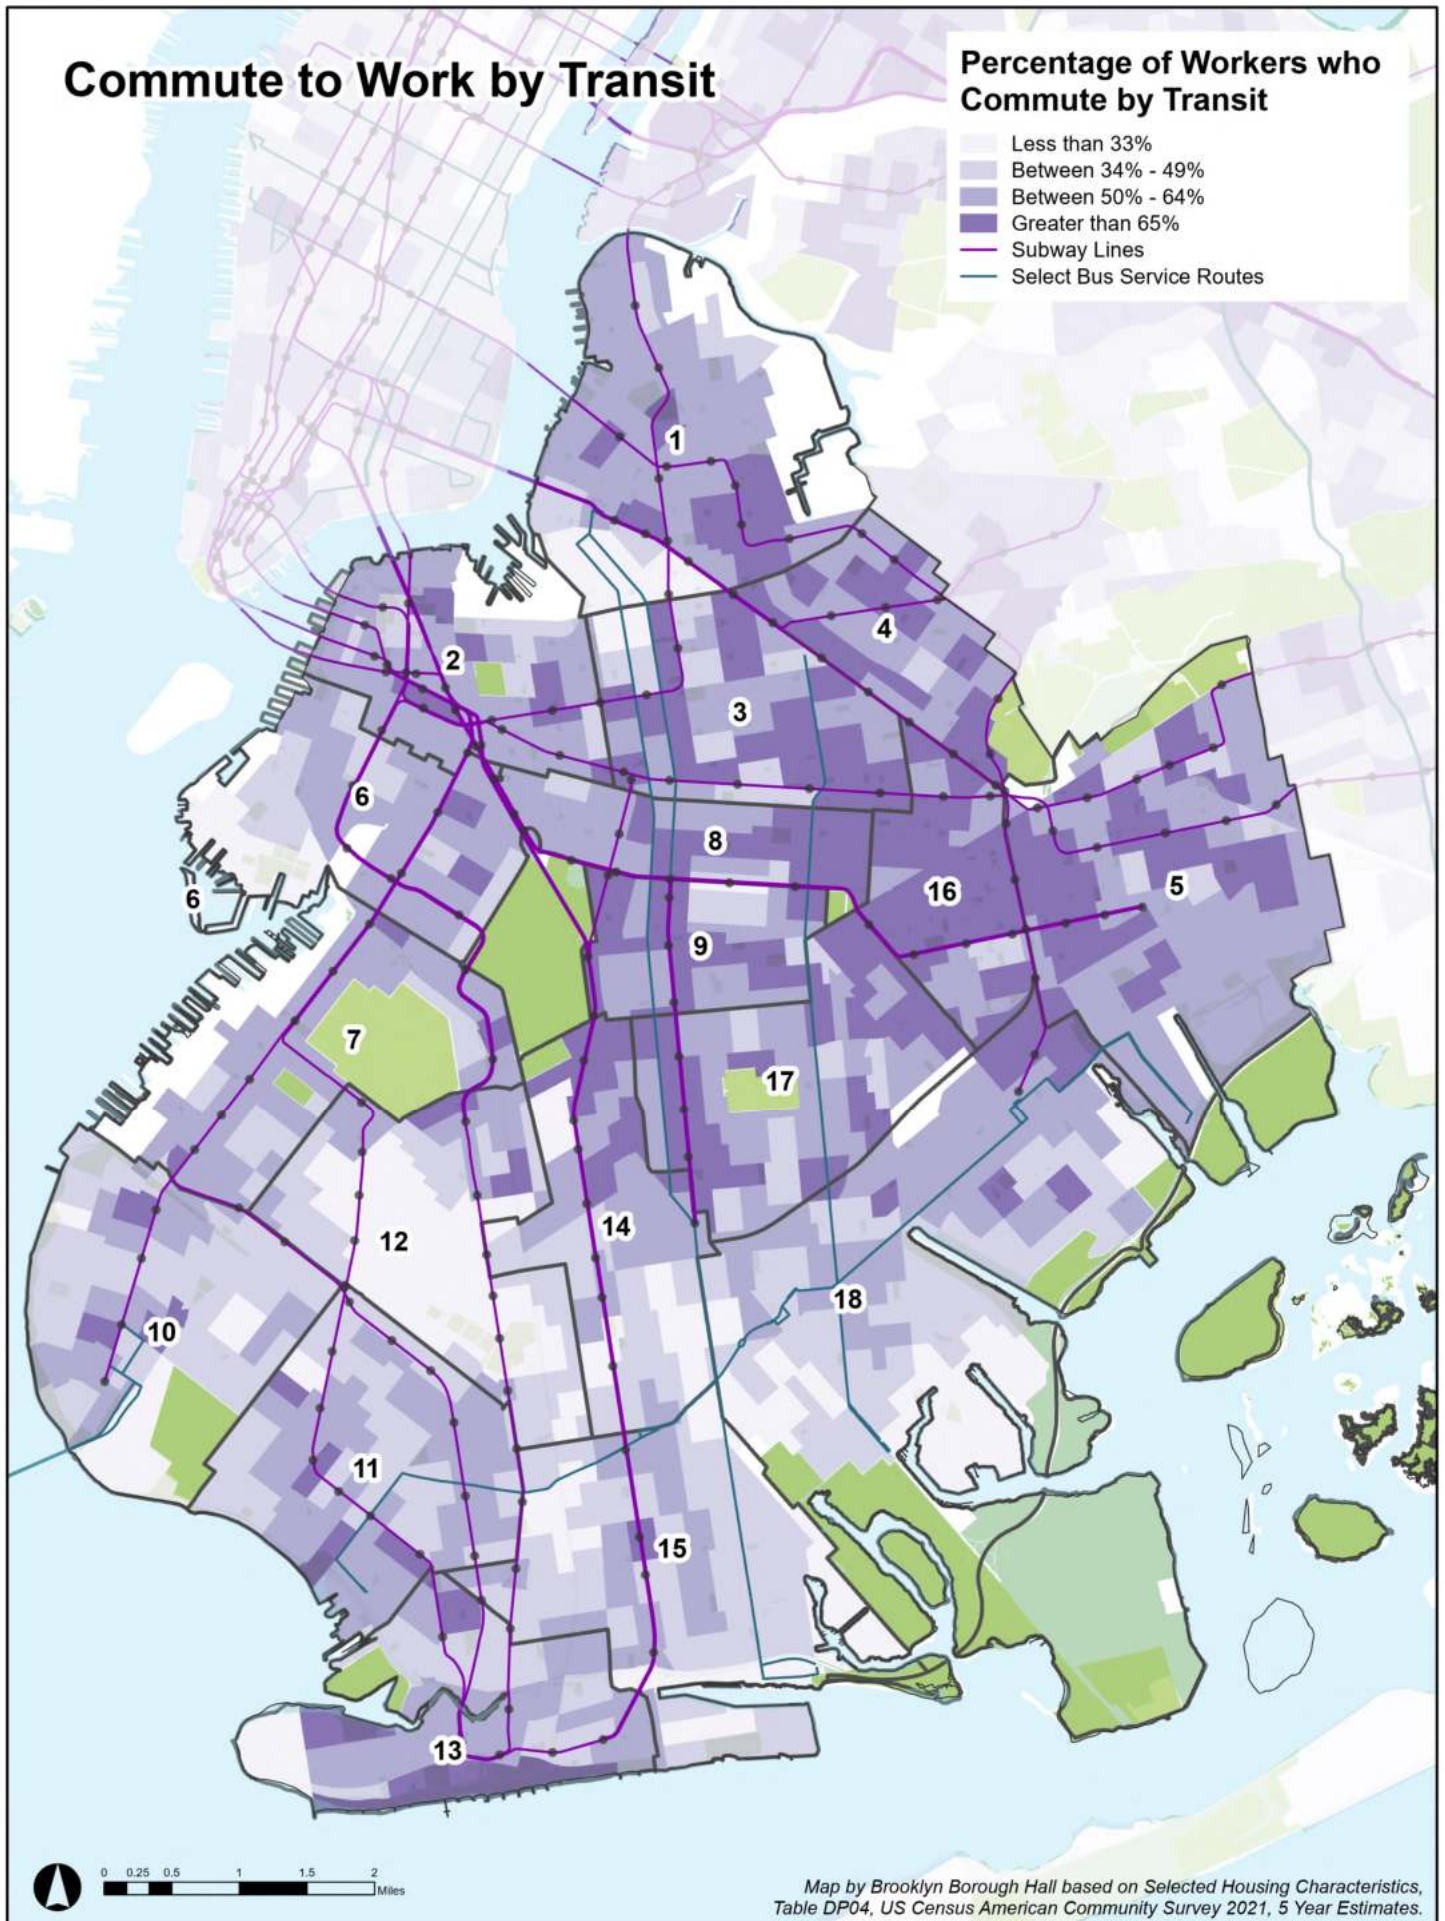 Commute to Work by Transit
Percentage of Workers who
Commute by Transit
Less than 33%
Between 34% - 49%
Between 50% - 64%
Greater than 65%
Subway Lines
Select Bus Service Routes
1
4
2
3
6
8
5
16
6
9
7
17
14
12
18
10
11
15
13
0 0.25 0.5 1 1.5 2
Miles
Map by Brooklyn Borough Hall based on Selected Housing Characteristics,
Table DP04, US Census American Community Survey 2021, 5 Year Estimates.